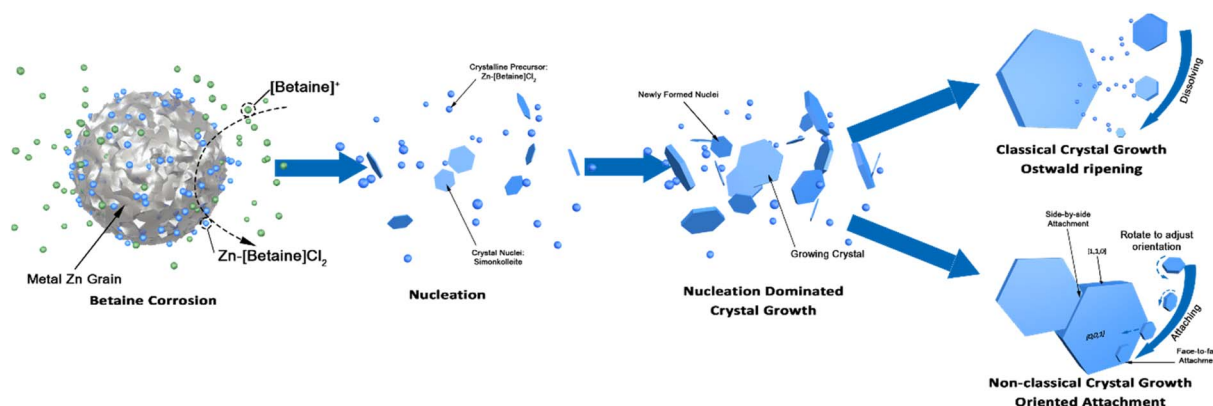 [Betaine]⁺
Metal Zn Grain
Zn-[Betaine]Cl₂
Betaine Corrosion
Crystalline Precursor:
Zn-[Betaine]Cl₂
Crystal Nuclei:
Simonkolleite
Nucleation
Newly Formed Nuclei
Growing Crystal
Nucleation Dominated
Crystal Growth
Dissolving
Classical Crystal Growth
Ostwald ripening
Side-by-side
Attachment
Rotate to adjust
orientation
Attaching
Non-classical Crystal Growth
Oriented Attachment